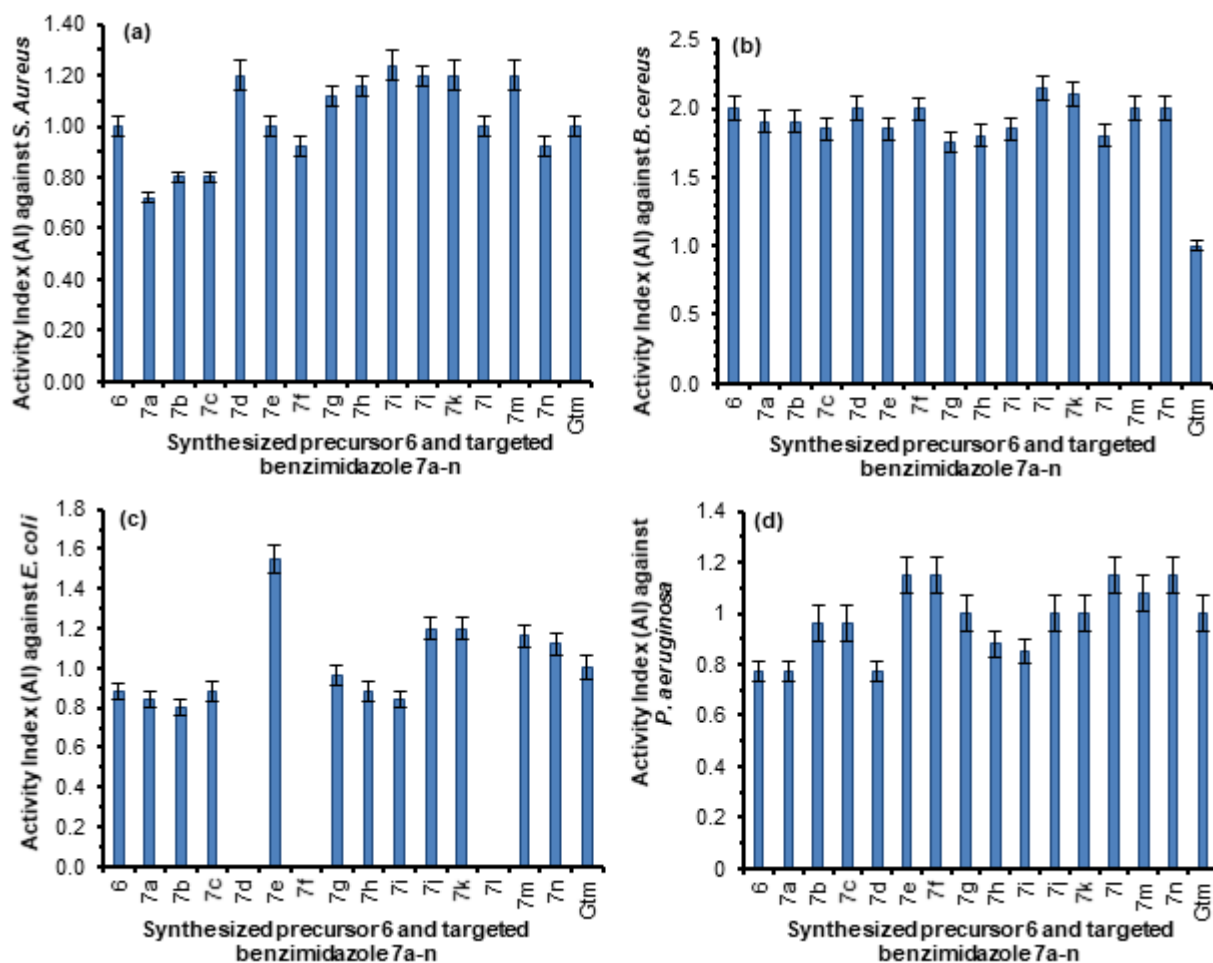 (a)
Activity Index (AI) against S. Aureus
1.40
1.20
1.00
0.80
0.60
0.40
0.20
0.00
6 7a 7b 7c 7d 7e 7f 7g 7h 7i 7j 7k 7l 7m 7n Gtm
Synthesized precursor 6 and targeted
benzimidazole 7a-n
(b)
Activity Index (AI) against B. cereus
2.5
2.0
1.5
1.0
0.5
0.0
6 7a 7b 7c 7d 7e 7f 7g 7h 7i 7j 7k 7l 7m 7n Gtm
Synthesized precursor 6 and targeted
benzimidazole 7a-n
(c)
Activity Index (AI) against E. coli
1.8
1.6
1.4
1.2
1.0
0.8
0.6
0.4
0.2
0.0
6 7a 7b 7c 7d 7e 7f 7g 7h 7i 7j 7k 7l 7m 7n Gtm
Synthesized precursor 6 and targeted
benzimidazole 7a-n
(d)
Activity Index (AI) against
P. aeruginosa
1.4
1.2
1
0.8
0.6
0.4
0.2
0
6 7a 7b 7c 7d 7e 7f 7g 7h 7i 7j 7k 7l 7m 7n Gtm
Synthesized precursor 6 and targeted
benzimidazole 7a-n